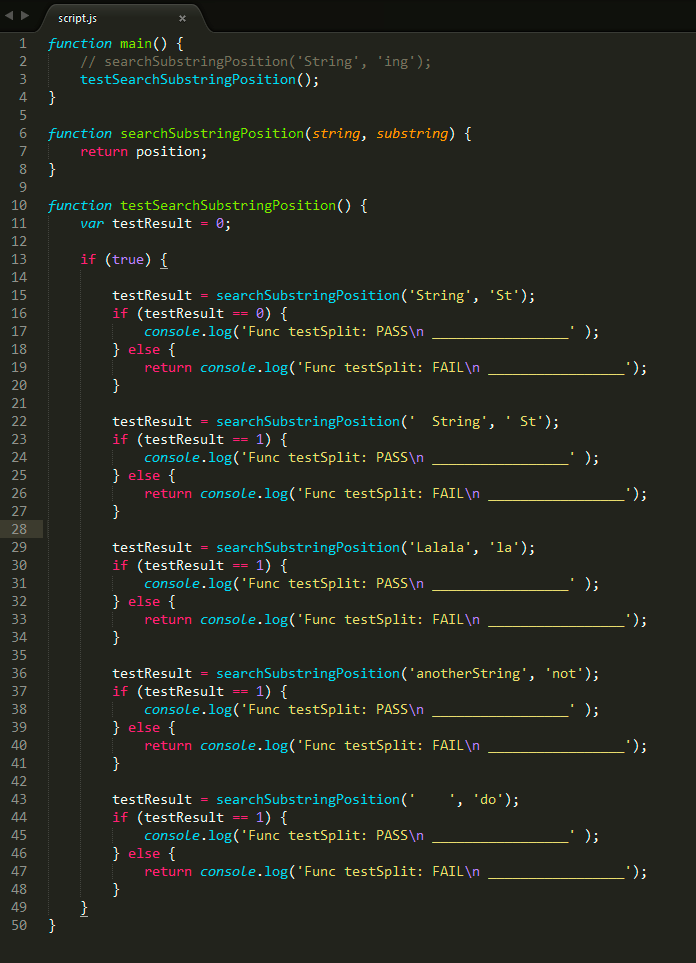 script.js ×
1 function main() {
2     // searchSubstringPosition('String', 'ing');
3     testSearchSubstringPosition();
4 }
5
6 function searchSubstringPosition(string, substring) {
7     return position;
8 }
9
10 function testSearchSubstringPosition() {
11     var testResult = 0;
12
13     if (true) {
14
15         testResult = searchSubstringPosition('String', 'St');
16         if (testResult == 0) {
17             console.log('Func testSplit: PASS\n _________________' );
18         } else {
19             return console.log('Func testSplit: FAIL\n _________________');
20         }
21
22         testResult = searchSubstringPosition('  String', ' St');
23         if (testResult == 1) {
24             console.log('Func testSplit: PASS\n _________________' );
25         } else {
26             return console.log('Func testSplit: FAIL\n _________________');
27         }
28
29         testResult = searchSubstringPosition('Lalala', 'la');
30         if (testResult == 1) {
31             console.log('Func testSplit: PASS\n _________________' );
32         } else {
33             return console.log('Func testSplit: FAIL\n _________________');
34         }
35
36         testResult = searchSubstringPosition('anotherString', 'not');
37         if (testResult == 1) {
38             console.log('Func testSplit: PASS\n _________________' );
39         } else {
40             return console.log('Func testSplit: FAIL\n _________________');
41         }
42
43         testResult = searchSubstringPosition('    ', 'do');
44         if (testResult == 1) {
45             console.log('Func testSplit: PASS\n _________________' );
46         } else {
47             return console.log('Func testSplit: FAIL\n _________________');
48         }
49     }
50 }